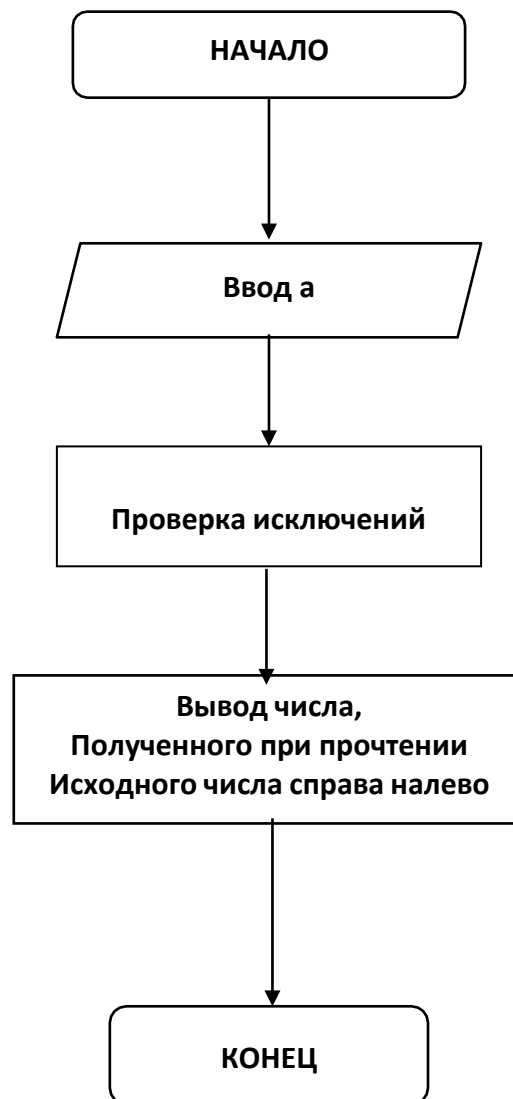 НАЧАЛО
Ввод а
Проверка исключений
Вывод числа,
Полученного при прочтении
Исходного числа справа налево
КОНЕЦ